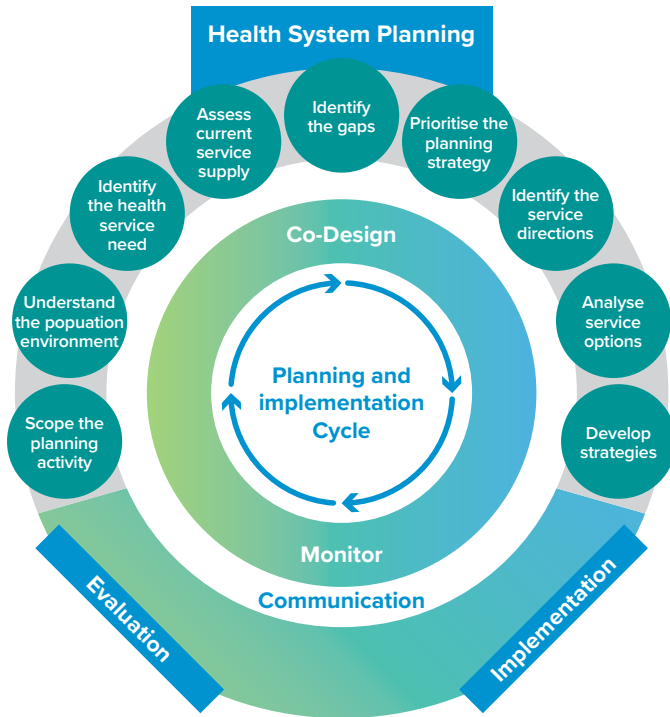 Health System Planning
Scope the
planning
activity
Understand
the popuation
environment
Identify
the health
service
need
Assess
current
service
supply
Identify
the gaps
Prioritise the
planning
strategy
Identify the
service
directions
Analyse
service
options
Develop
strategies
Co-Design
Planning and
implementation
Cycle
Monitor
Communication
Evaluation
Implementation